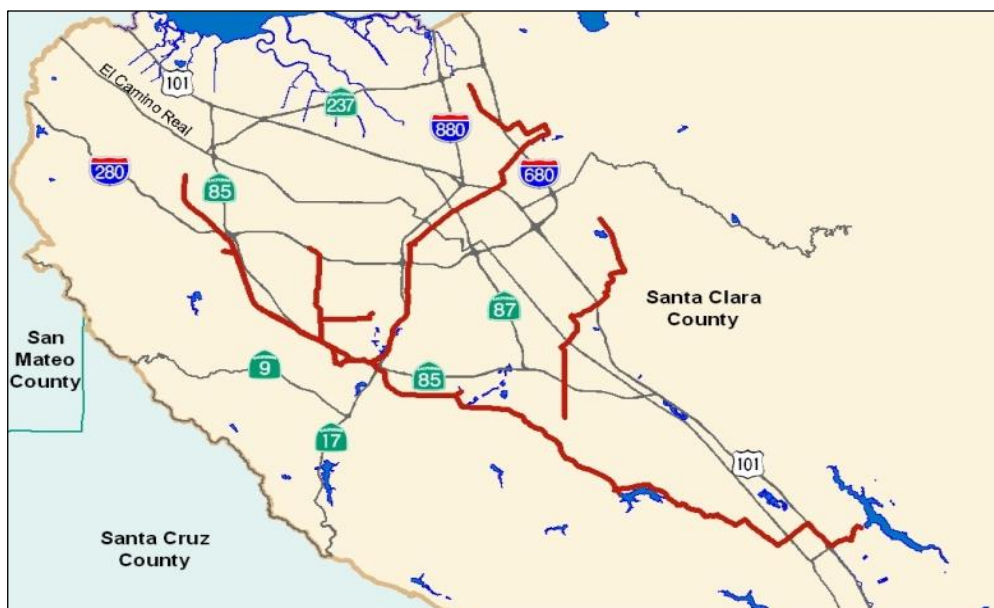 101
El Camino Real
237
880
280
85
680
Santa Clara
County
87
San
Mateo
County
9
85
17
101
Santa Cruz
County